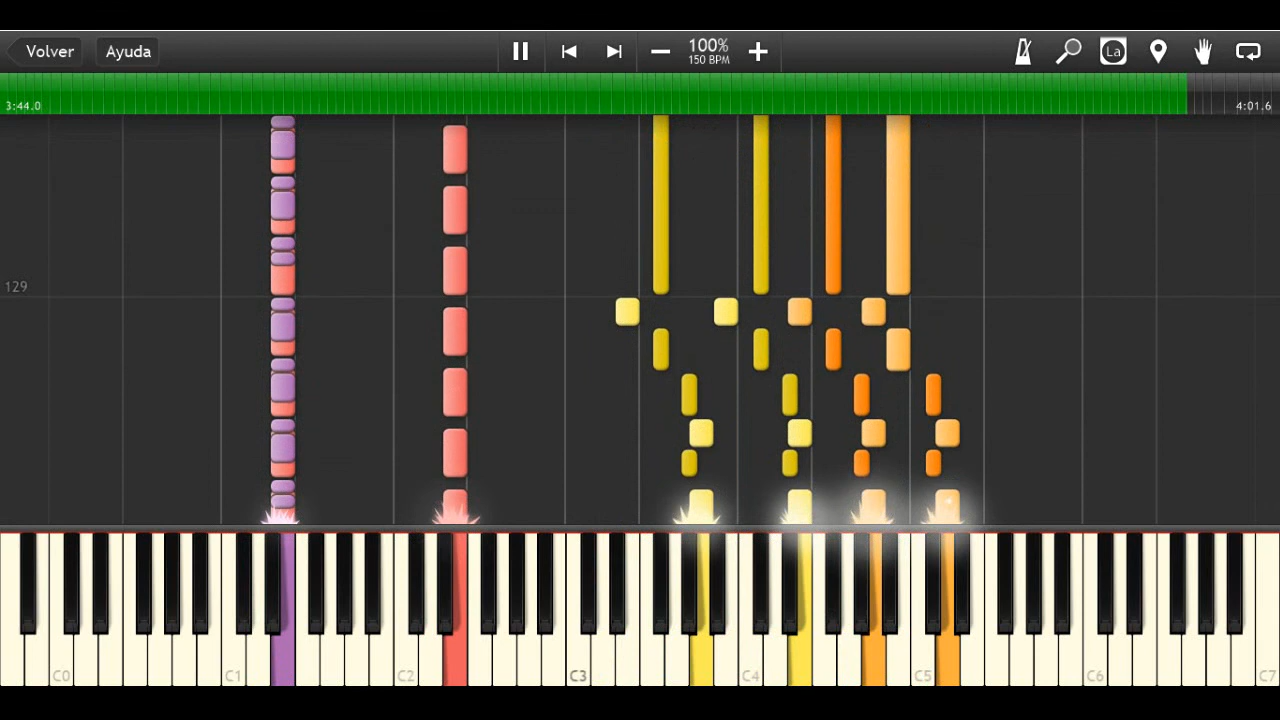 Volver
Ayuda
100%
150 BPM
La
3:44.0
4:01.6
129
C0
C1
C2
C3
C4
C5
C6
C7